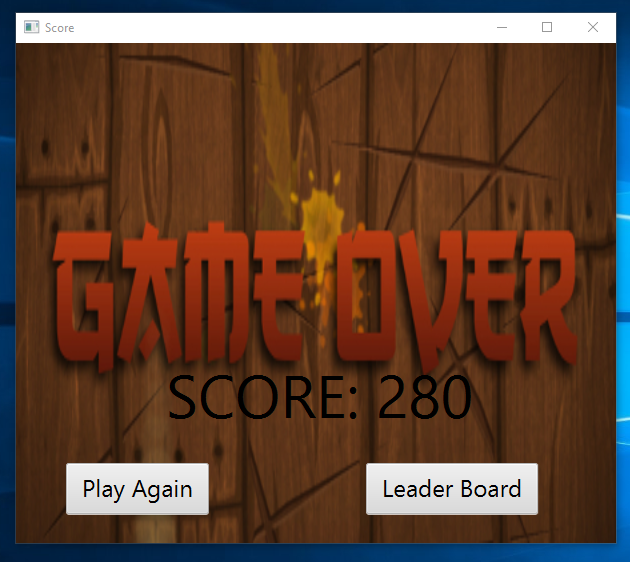 Score
GAME OVER
SCORE: 280
Play Again
Leader Board